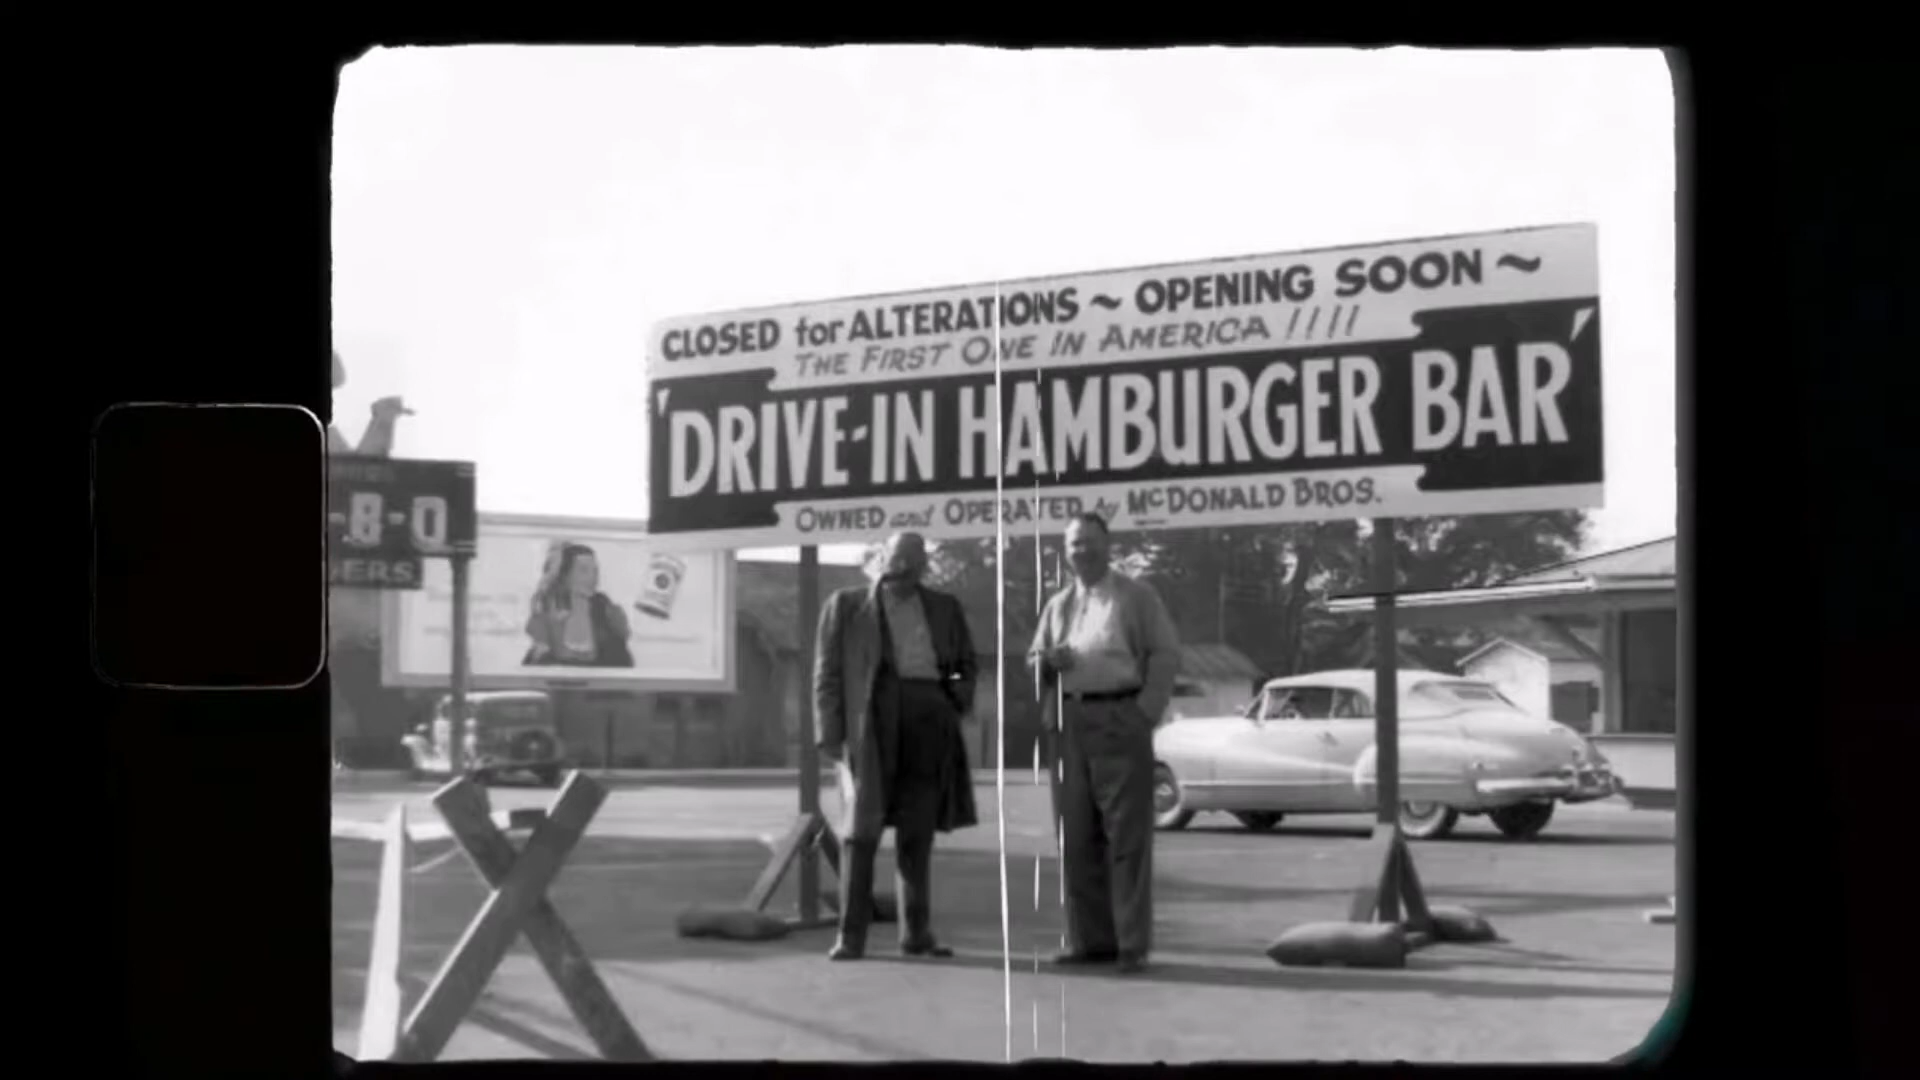 CLOSED for ALTERATIONS ~ OPENING SOON ~
THE FIRST ONE IN AMERICA !!!!
'DRIVE-IN HAMBURGER BAR'
OWNED and OPERATED by McDONALD BROS.
-B-Q